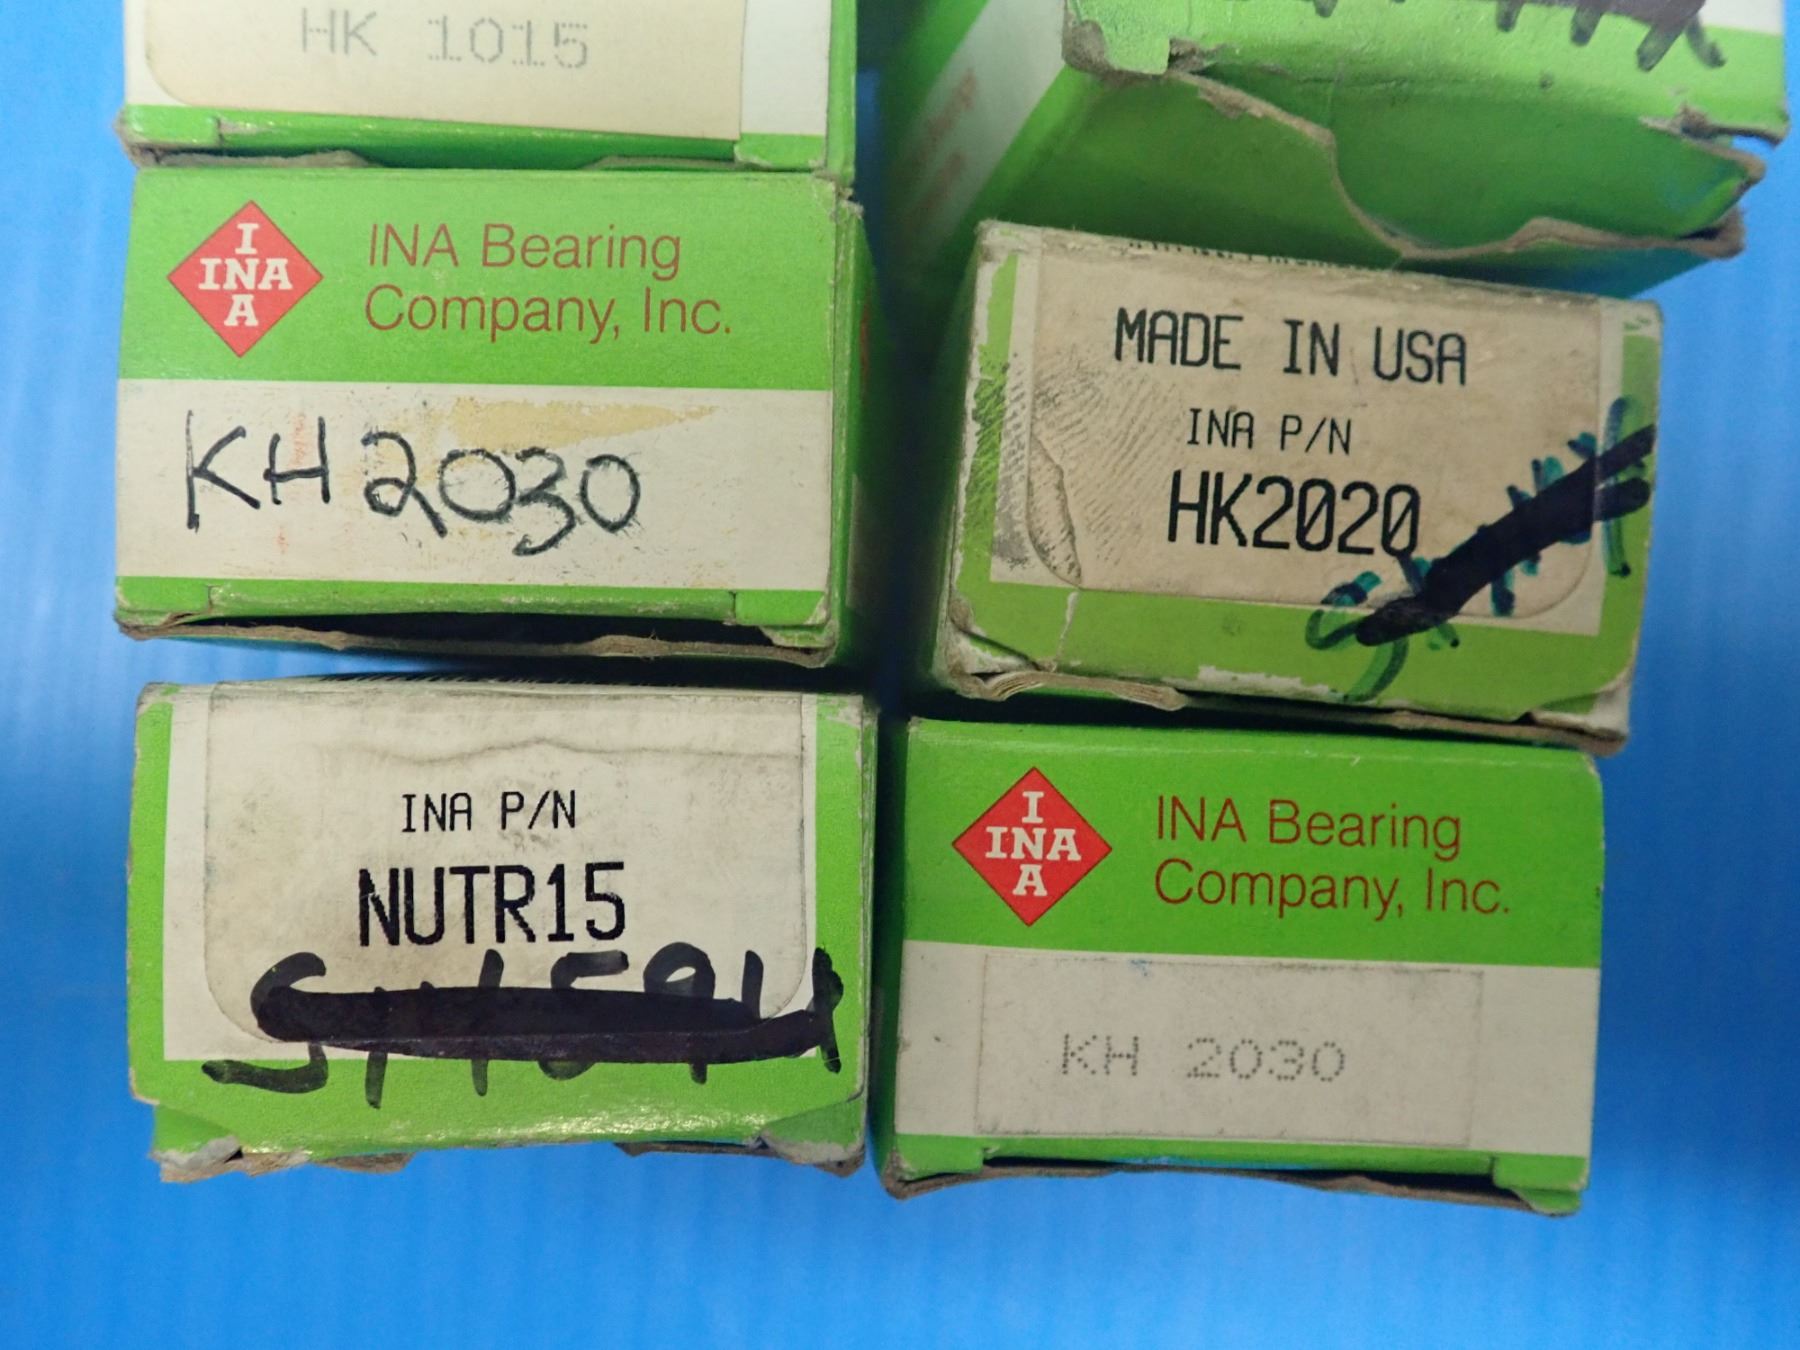 HK 1015
I
INA
A
INA Bearing
Company, Inc.
KH 2030
MADE IN USA
INA P/N
HK2020
INA P/N
NUTR15
I
INA
A
INA Bearing
Company, Inc.
KH 2030